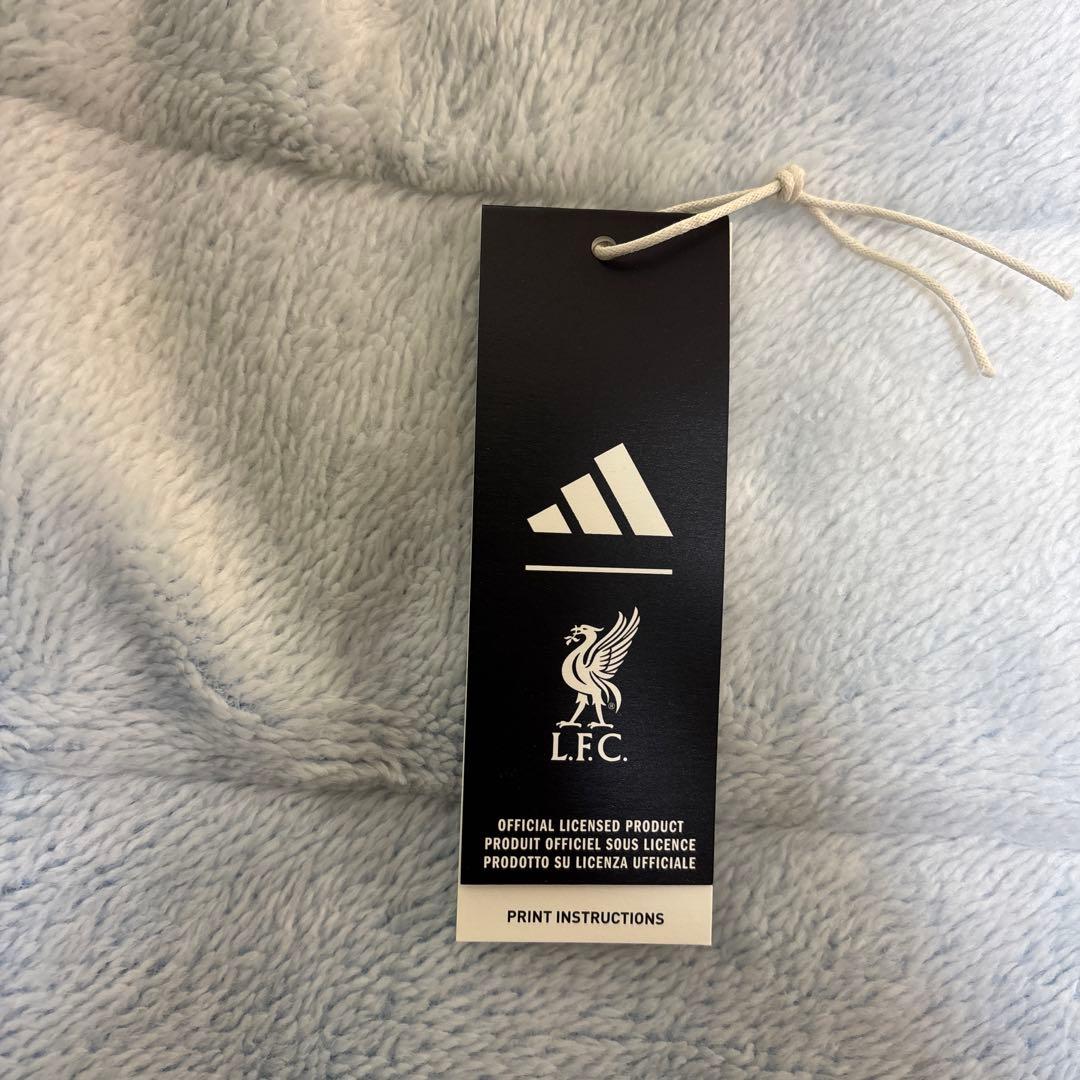 L.F.C.
OFFICIAL LICENSED PRODUCT
PRODUIT OFFICIEL SOUS LICENCE
PRODOTTO SU LICENZA UFFICIALE
PRINT INSTRUCTIONS